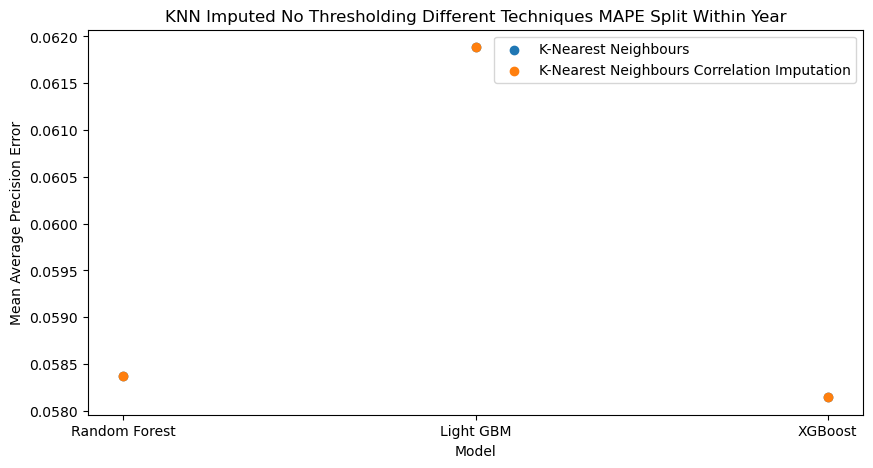 KNN Imputed No Thresholding Different Techniques MAPE Split Within Year
K-Nearest Neighbours
K-Nearest Neighbours Correlation Imputation
Mean Average Precision Error
0.0620
0.0615
0.0610
0.0605
0.0600
0.0595
0.0590
0.0585
0.0580
Random Forest
Light GBM
XGBoost
Model